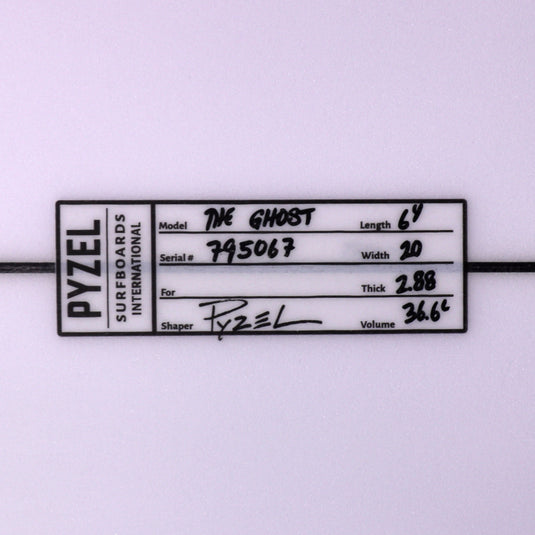 PYZEL
SURFBOARDS
INTERNATIONAL
Model THE GHOST Length 6'4
Serial # 795067 Width 20
For Thick 2.88
Shaper PYZEL Volume 36.6L